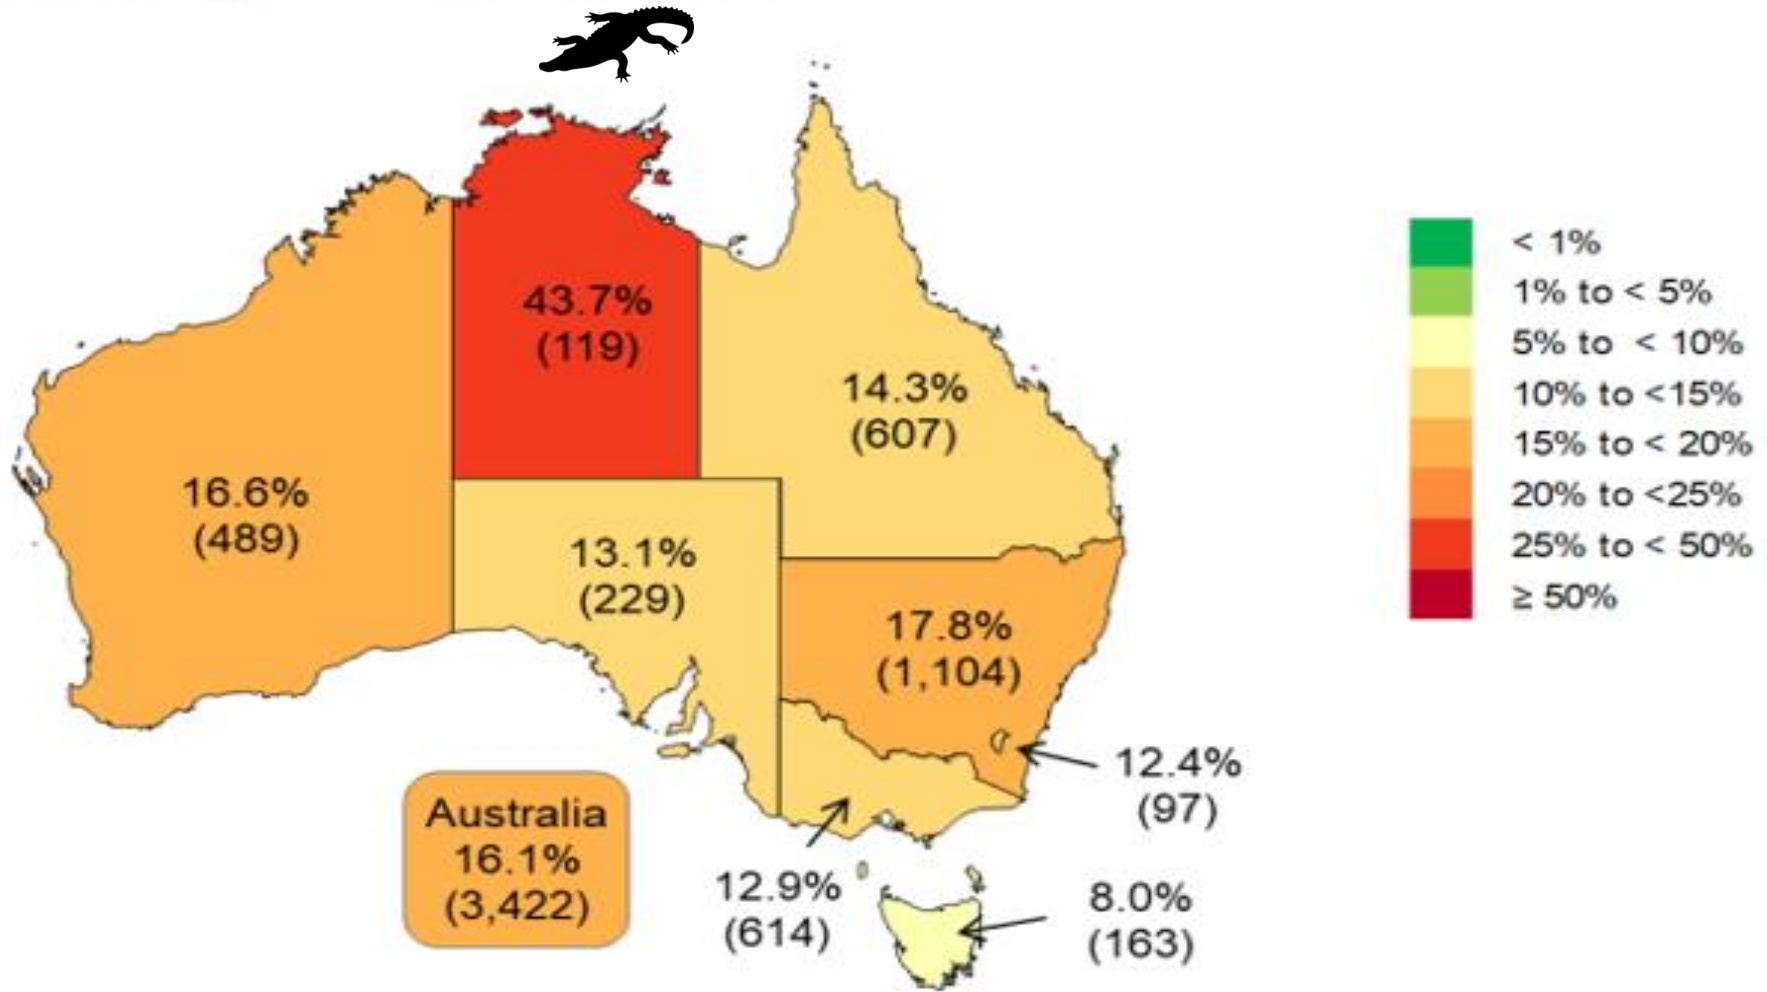 43.7%
(119)
14.3%
(607)
16.6%
(489)
13.1%
(229)
17.8%
(1,104)
12.4%
(97)
Australia
16.1%
(3,422)
12.9%
(614)
8.0%
(163)
< 1%
1% to < 5%
5% to < 10%
10% to <15%
15% to < 20%
20% to <25%
25% to < 50%
≥ 50%